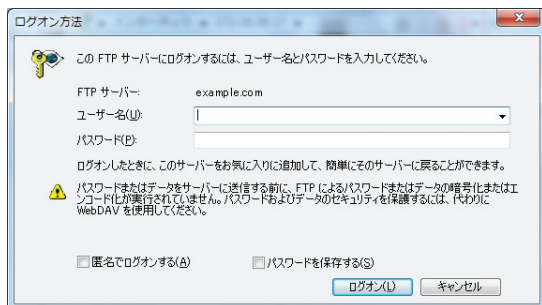 ログオン方法
この FTP サーバーにログオンするには、ユーザー名とパスワードを入力してください。
FTP サーバー: example.com
ユーザー名(U):
パスワード(P):
ログオンしたときに、このサーバーをお気に入りに追加して、簡単にそのサーバーに戻ることができます。
パスワードまたはデータをサーバーに送信する前に、FTP によるパスワードまたはデータの暗号化またはエ
ンコード化が実行されていません。パスワードおよびデータのセキュリティを保護するには、代わりに
WebDAV を使用してください。
匿名でログオンする(A) パスワードを保存する(S)
ログオン(L) キャンセル